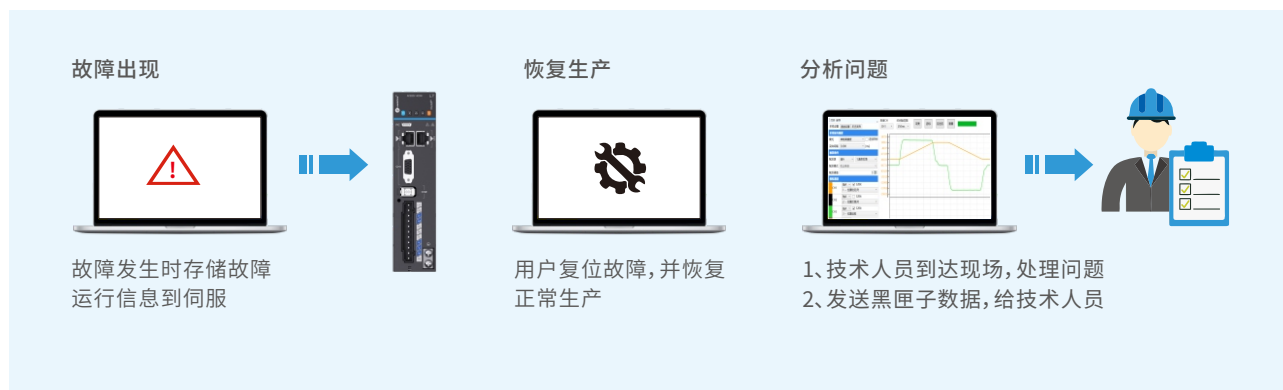 故障出现
恢复生产
分析问题
故障发生时存储故障
运行信息到伺服
用户复位故障,并恢复
正常生产
1、技术人员到达现场,处理问题
2、发送黑匣子数据,给技术人员